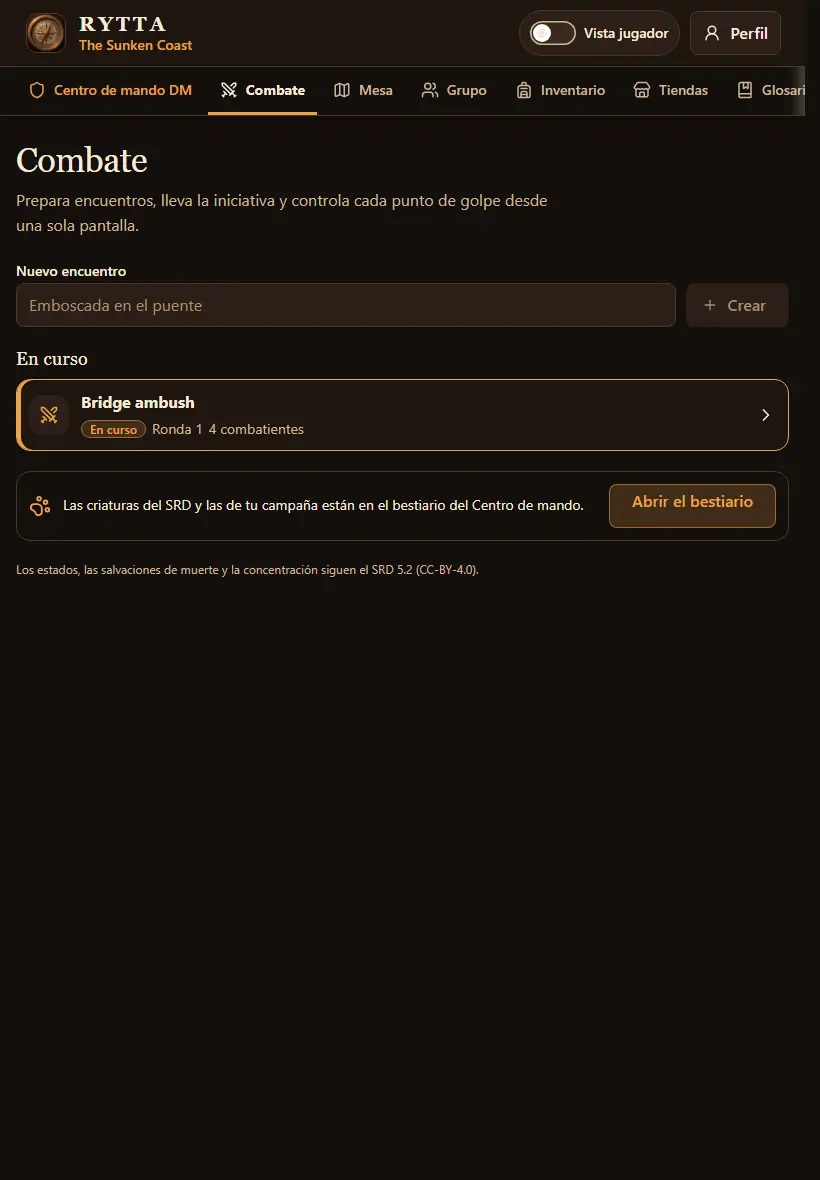 RYTTA
The Sunken Coast
Vista jugador
Perfil
Centro de mando DM
Combate
Mesa
Grupo
Inventario
Tiendas
Glosari
Combate
Prepara encuentros, lleva la iniciativa y controla cada punto de golpe desde
una sola pantalla.
Nuevo encuentro
Emboscada en el puente
+ Crear
En curso
Bridge ambush
En curso Ronda 1 4 combatientes
Las criaturas del SRD y las de tu campaña están en el bestiario del Centro de mando.
Abrir el bestiario
Los estados, las salvaciones de muerte y la concentración siguen el SRD 5.2 (CC-BY-4.0).